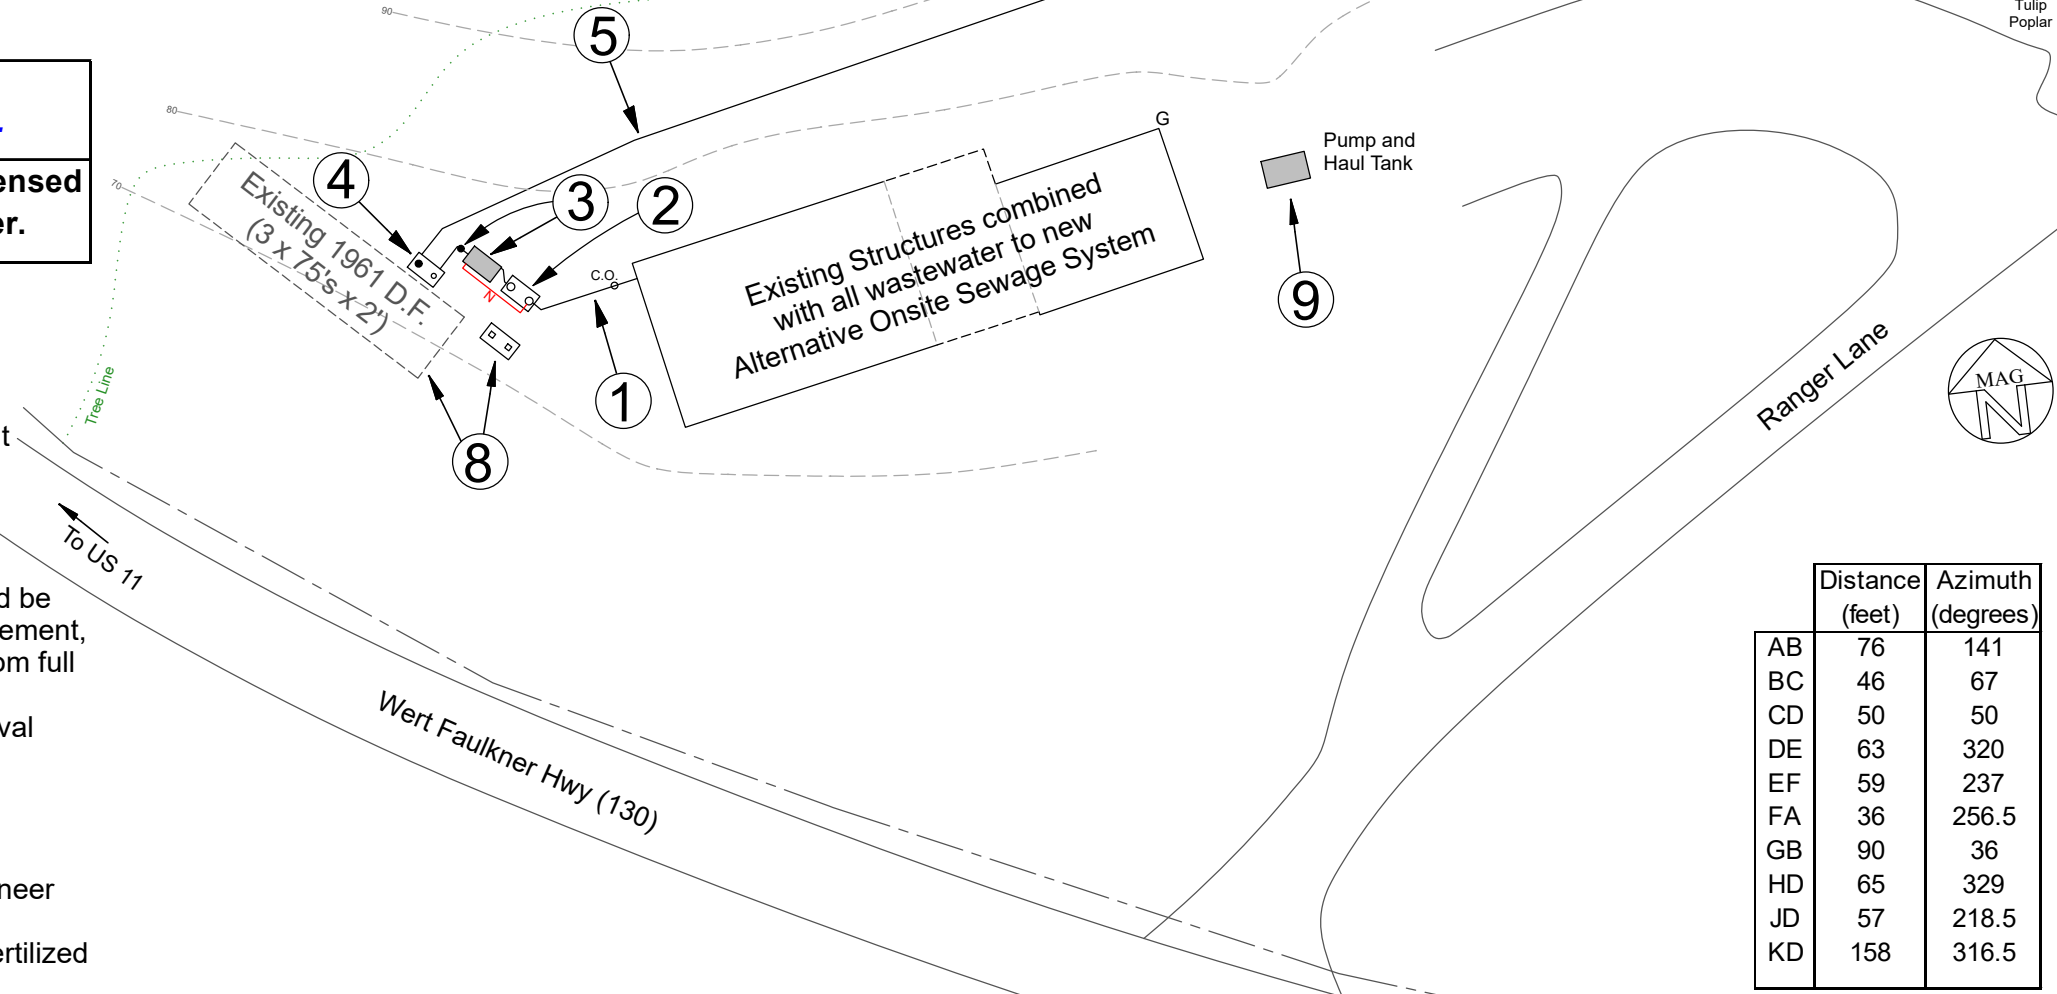 90
5
Tulip
Poplar
80
G
Pump and
Haul Tank
ensed
er.
4
3
2
70
Existing 1961 D.F.
(3 x 75's x 2')
C.O.
N
Existing Structures combined
with all wastewater to new
Alternative Onsite Sewage System
9
1
8
Tree Line
Ranger Lane
MAG
N
t
To US 11
d be
ement,
om full
val
neer
ertilized
Wert Faulkner Hwy (130)
Distance Azimuth
(feet) (degrees)
AB 76 141
BC 46 67
CD 50 50
DE 63 320
EF 59 237
FA 36 256.5
GB 90 36
HD 65 329
JD 57 218.5
KD 158 316.5